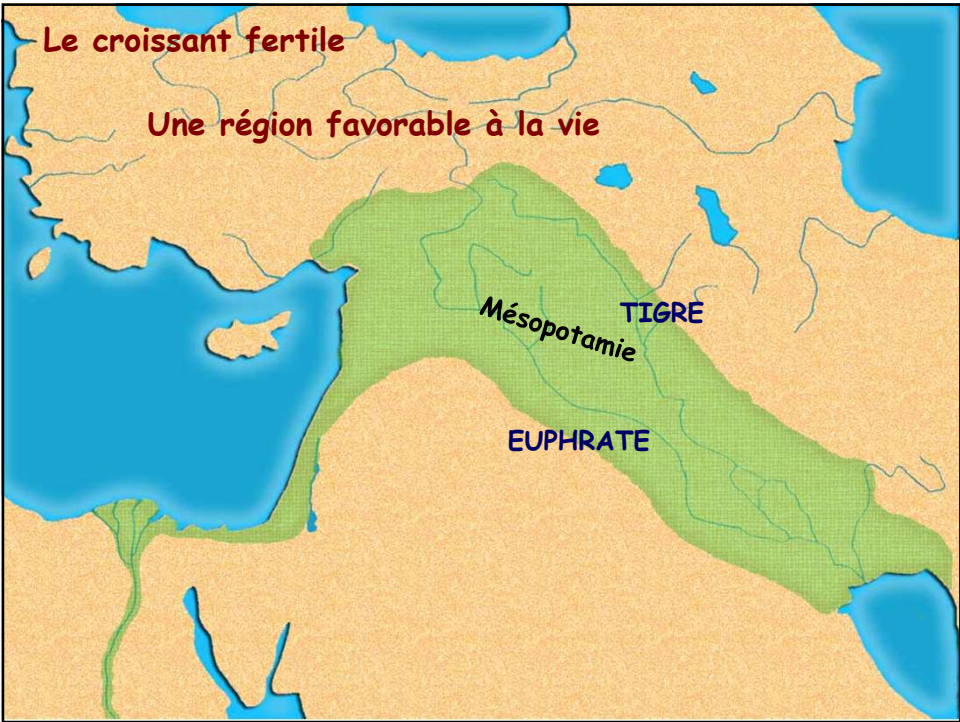 Le croissant fertile
Une région favorable à la vie
Mésopotamie
TIGRE
EUPHRATE